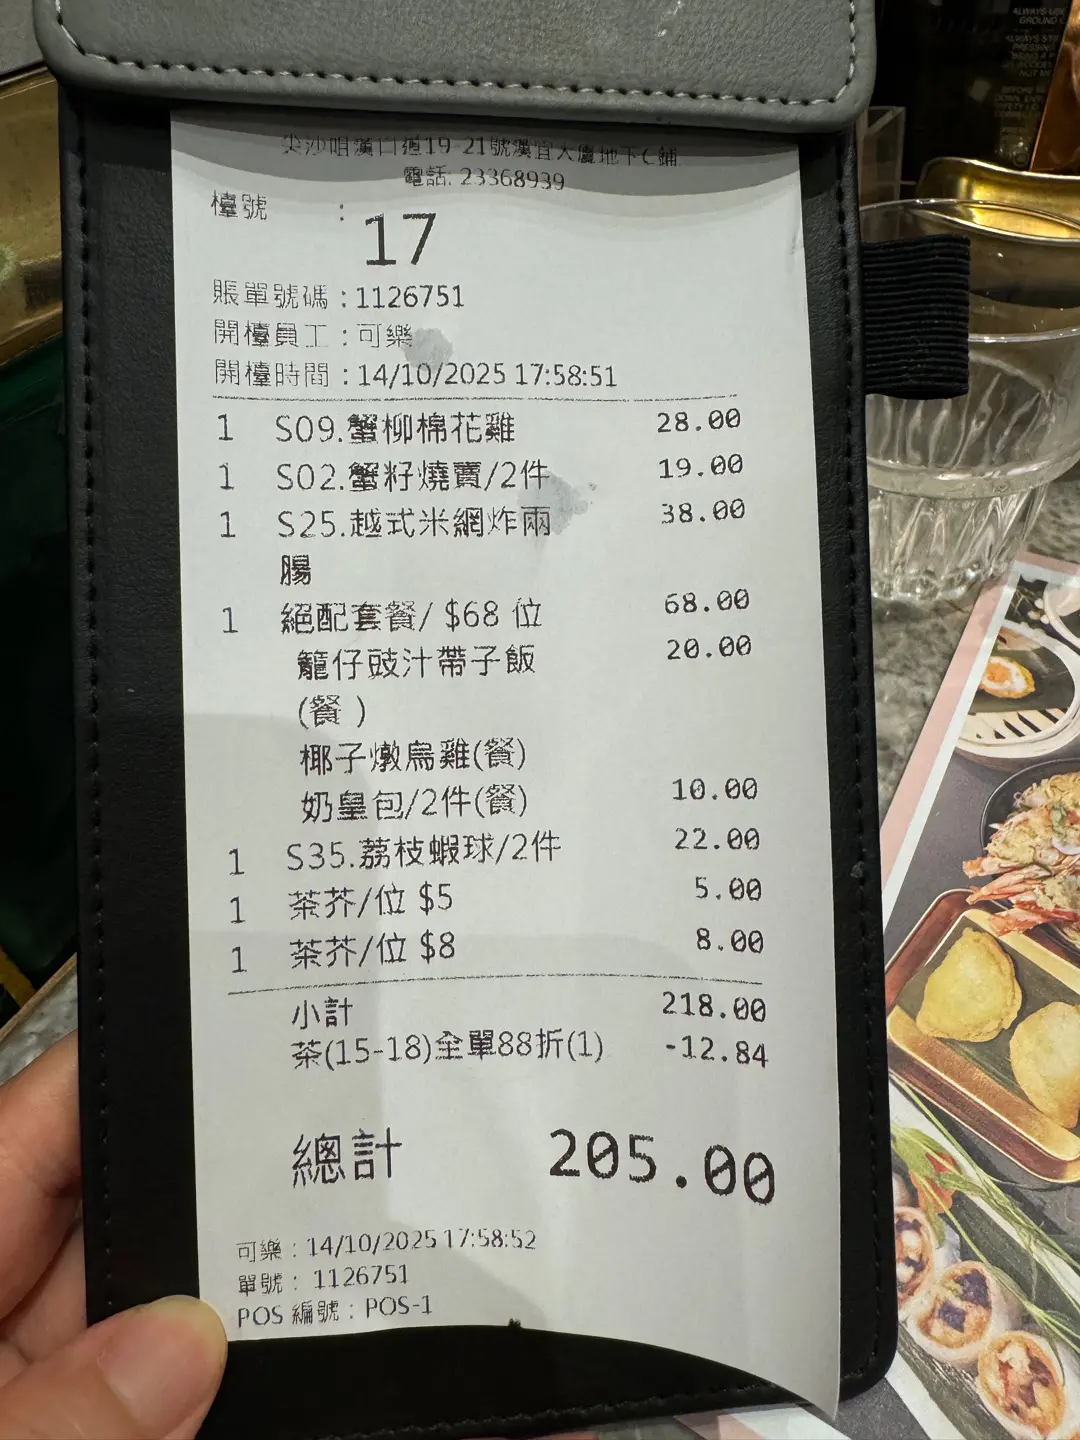 尖沙咀漢口道19-21號漢宜大廈地下C鋪
電話: 23368939
檯號 : 17
賬單號碼 : 1126751
開檯員工 : 可樂
開檯時間 : 14/10/2025 17:58:51
1 S09.蟹柳棉花雞 28.00
1 S02.蟹籽燒賣/2件 19.00
1 S25.越式米網炸兩 38.00
腸
1 絕配套餐/ $68 位 68.00
籠仔豉汁帶子飯 20.00
(餐 )
椰子燉烏雞(餐)
奶皇包/2件(餐) 10.00
1 S35.荔枝蝦球/2件 22.00
1 茶芥/位 $5 5.00
1 茶芥/位 $8 8.00
小計 218.00
茶(15-18)全單88折(1) -12.84
總計 205.00
可樂 : 14/10/2025 17:58:52
單號 : 1126751
POS 編號 : POS-1